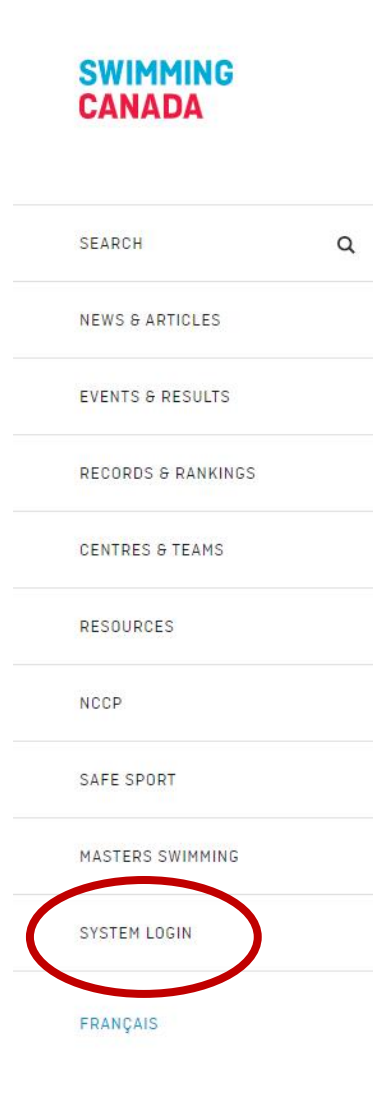 SWIMMING
CANADA
SEARCH
NEWS & ARTICLES
EVENTS & RESULTS
RECORDS & RANKINGS
CENTRES & TEAMS
RESOURCES
NCCP
SAFE SPORT
MASTERS SWIMMING
SYSTEM LOGIN
FRANÇAIS